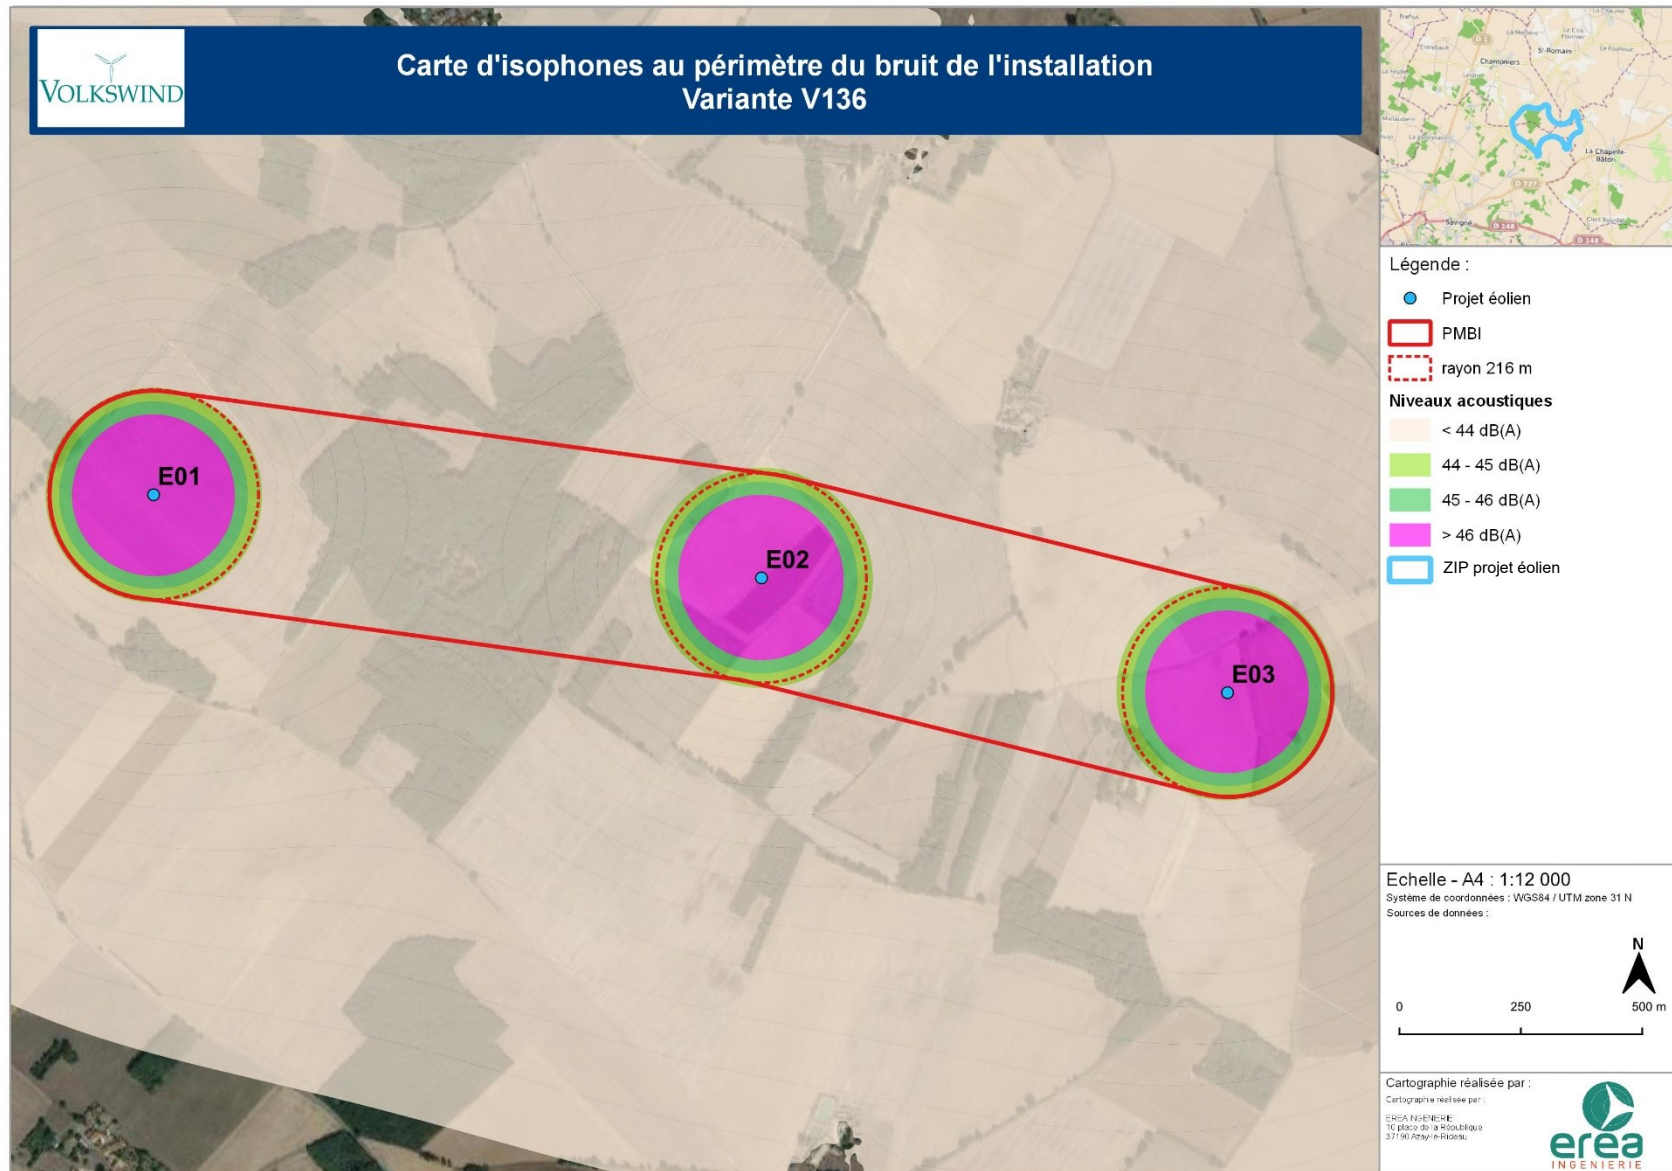 VOLKSWIND
Carte d'isophones au périmètre du bruit de l'installation
Variante V136
E01
E02
E03
St-Romain
Champniers
La Chapelle-
Bâton
D 1
D 727
Savigné
D 148
D 148
Légende :
Projet éolien
PMBI
rayon 216 m
Niveaux acoustiques
< 44 dB(A)
44 - 45 dB(A)
45 - 46 dB(A)
> 46 dB(A)
ZIP projet éolien
Echelle - A4 : 1:12 000
Système de coordonnées : WGS84 / UTM zone 31 N
Sources de données :
N
0 250 500 m
Cartographie réalisée par :
Cartographie réalisée par :
EREA INGENIERIE
10 place de la République
37190 Azay-le-Rideau
erea
INGENIERIE